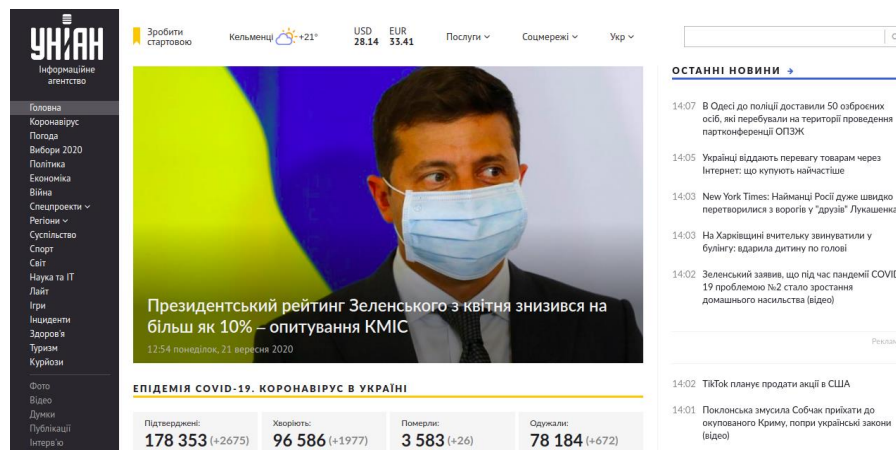 УНІАН
Інформаційне
агентство
Головна
Коронавірус
Погода
Вибори 2020
Політика
Економіка
Війна
Спецпроекти
Регіони
Суспільство
Спорт
Світ
Наука та IT
Лайт
Ігри
Інциденти
Здоров'я
Туризм
Курйози
Фото
Відео
Думки
Публікації
Інтерв'ю
Зробити
стартовою
Кельменці +21°
USD EUR
28.14 33.41
Послуги
Соцмережі
Укр
Президентський рейтинг Зеленського з квітня знизився на
більш як 10% – опитування КМІС
12:54 понеділок, 21 вересня 2020
ЕПІДЕМІЯ COVID-19. КОРОНАВІРУС В УКРАЇНІ
Підтверджені: Хворіють: Померли: Одужали:
178 353 (+2675) 96 586 (+1977) 3 583 (+26) 78 184 (+672)
ОСТАННІ НОВИНИ
14:07 В Одесі до поліції доставили 50 озброєних
осіб, які перебували на території проведення
партконференції ОПЗЖ
14:05 Українці віддають перевагу товарам через
Інтернет: що купують найчастіше
14:03 New York Times: Найманці Росії дуже швидко
перетворилися з ворогів у "друзів" Лукашенка
14:03 На Харківщині вчительку звинуватили у
булінгу: вдарила дитину по голові
14:02 Зеленський заявив, що під час пандемії COVID
19 проблемою №2 стало зростання
домашнього насильства (відео)
Реклам
14:02 TikTok планує продати акції в США
14:01 Поклонська змусила Собчак приїхати до
окупованого Криму, попри українські закони
(відео)